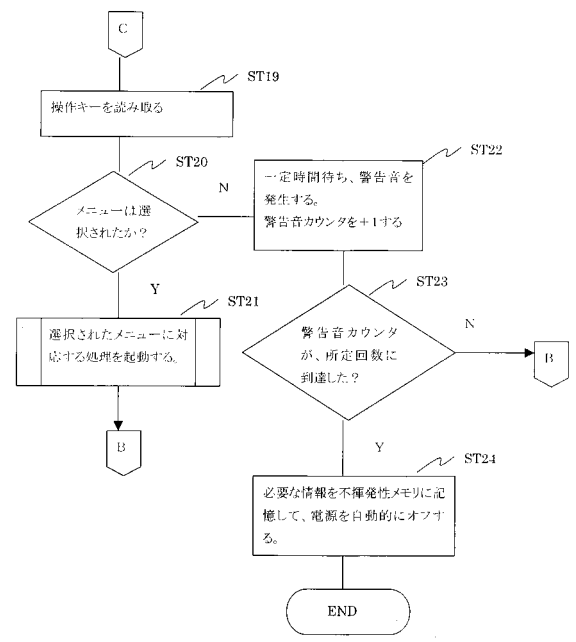 C
ST19
操作キーを読み取る
ST20
メニューは選
択されたか?
N
ST22
一定時間待ち、警告音を
発生する。
警告音カウンタを+1する
Y
ST21
選択されたメニューに対
応する処理を起動する。
B
ST23
警告音カウンタ
が、所定回数に
到達した?
N
B
Y
ST24
必要な情報を不揮発性メモリに記
憶して、電源を自動的にオフす
る。
END